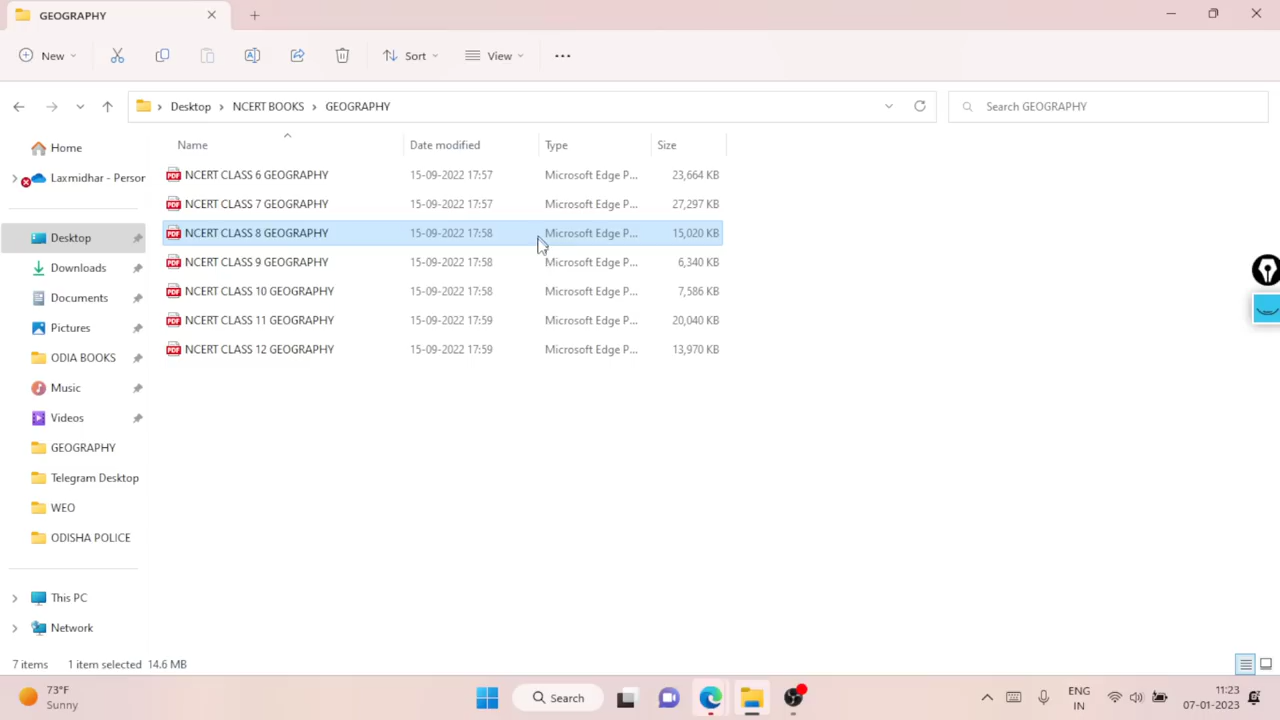 GEOGRAPHY
New
Sort
View
Desktop
NCERT BOOKS
GEOGRAPHY
Search GEOGRAPHY
Home
Laxmidhar - Person
Desktop
Downloads
Documents
Pictures
ODIA BOOKS
Music
Videos
GEOGRAPHY
Telegram Desktop
WEO
ODISHA POLICE
This PC
Network
Name Date modified Type Size
NCERT CLASS 6 GEOGRAPHY 15-09-2022 17:57 Microsoft Edge P... 23,664 KB
NCERT CLASS 7 GEOGRAPHY 15-09-2022 17:57 Microsoft Edge P... 27,297 KB
NCERT CLASS 8 GEOGRAPHY 15-09-2022 17:58 Microsoft Edge P... 15,020 KB
NCERT CLASS 9 GEOGRAPHY 15-09-2022 17:58 Microsoft Edge P... 6,340 KB
NCERT CLASS 10 GEOGRAPHY 15-09-2022 17:58 Microsoft Edge P... 7,586 KB
NCERT CLASS 11 GEOGRAPHY 15-09-2022 17:59 Microsoft Edge P... 20,040 KB
NCERT CLASS 12 GEOGRAPHY 15-09-2022 17:59 Microsoft Edge P... 13,970 KB
7 items 1 item selected 14.6 MB
73°F
Sunny
Search
ENG
IN
11:23
07-01-2023